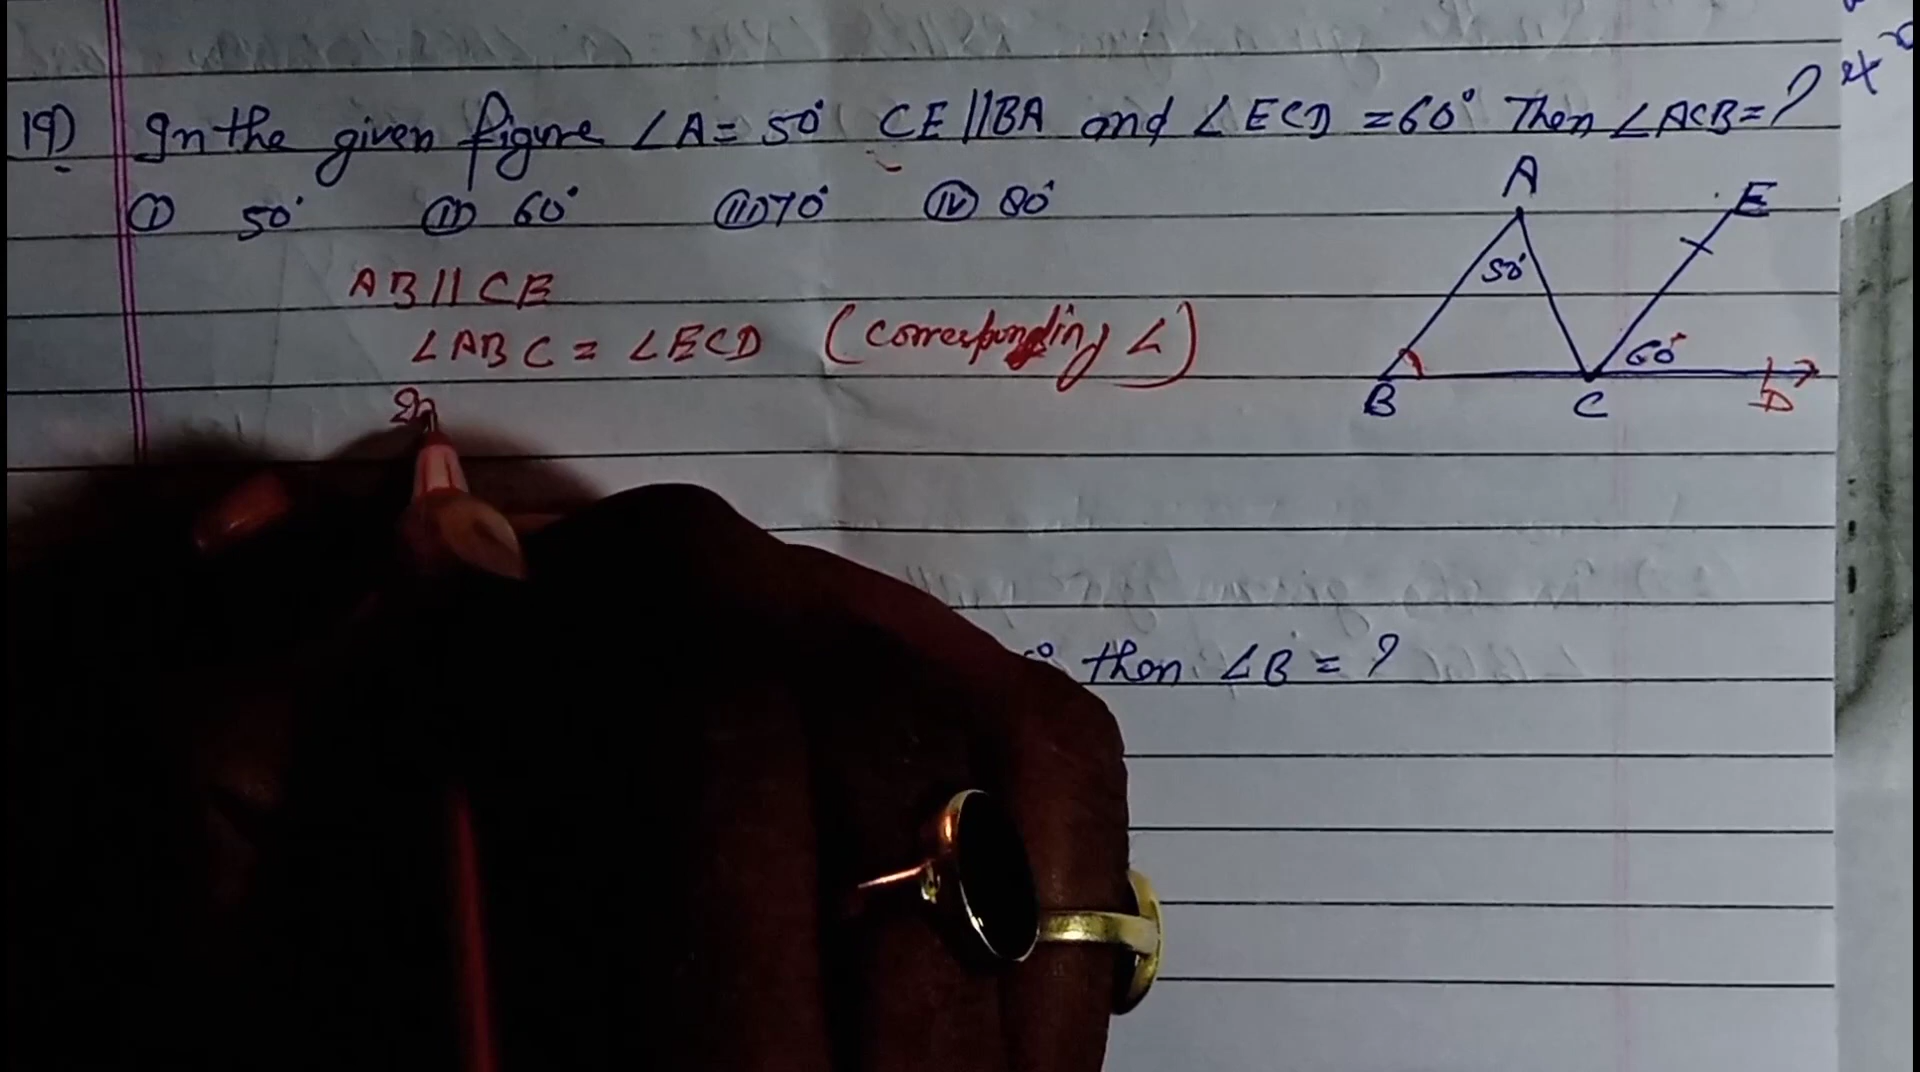 19) In the given figure ∠A = 50° CE || BA and ∠ECD = 60° Then ∠ACB = ?
(I) 50° (II) 60° (III) 70° (IV) 80°
A
E
50°
60°
B
C
D
AB || CE
∠ABC = ∠ECD (corresponding ∠)
In
then ∠B = ?